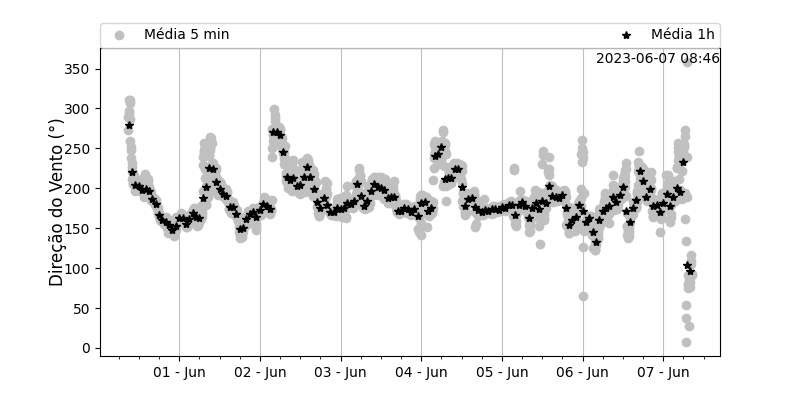 Média 5 min
Média 1h
2023-06-07 08:46
Direção do Vento (°)
350
300
250
200
150
100
50
0
01 - Jun
02 - Jun
03 - Jun
04 - Jun
05 - Jun
06 - Jun
07 - Jun